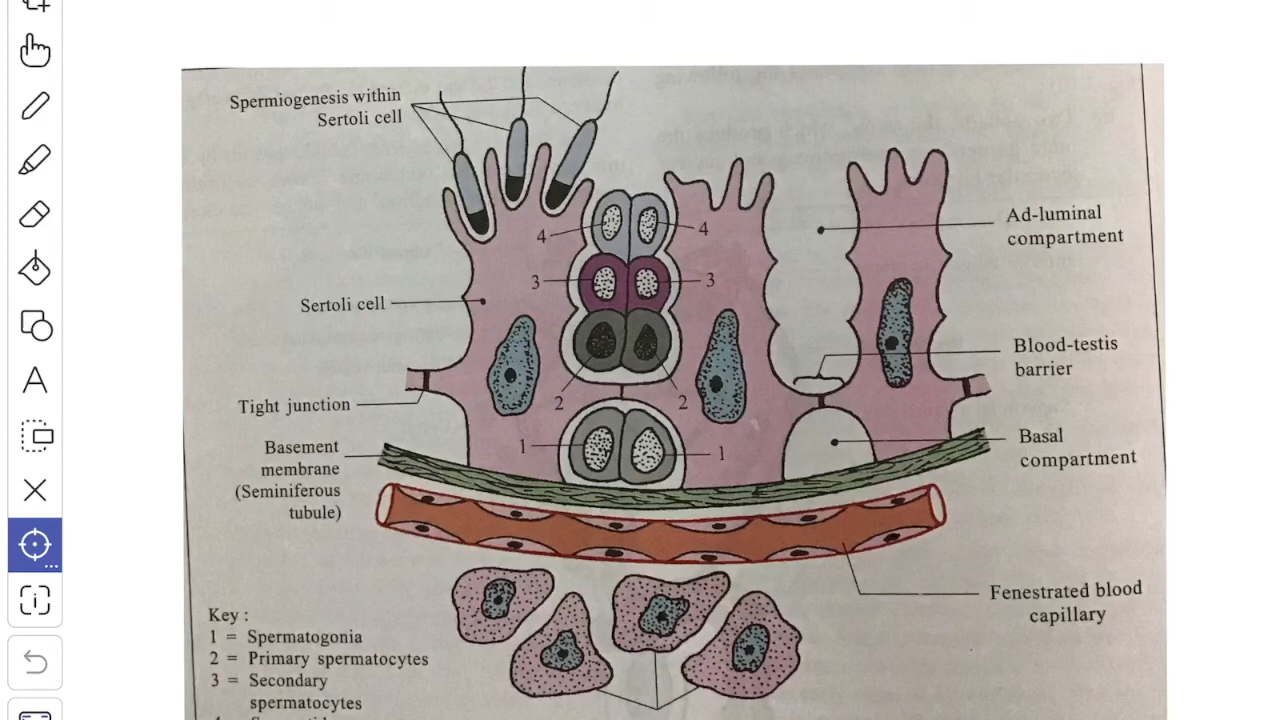 Spermiogenesis within
Sertoli cell
4
4
3
3
Sertoli cell
2
2
Tight junction
1
1
Basement
membrane
(Seminiferous
tubule)
Ad-luminal
compartment
Blood-testis
barrier
Basal
compartment
Fenestrated blood
capillary
Key :
1 = Spermatogonia
2 = Primary spermatocytes
3 = Secondary
spermatocytes